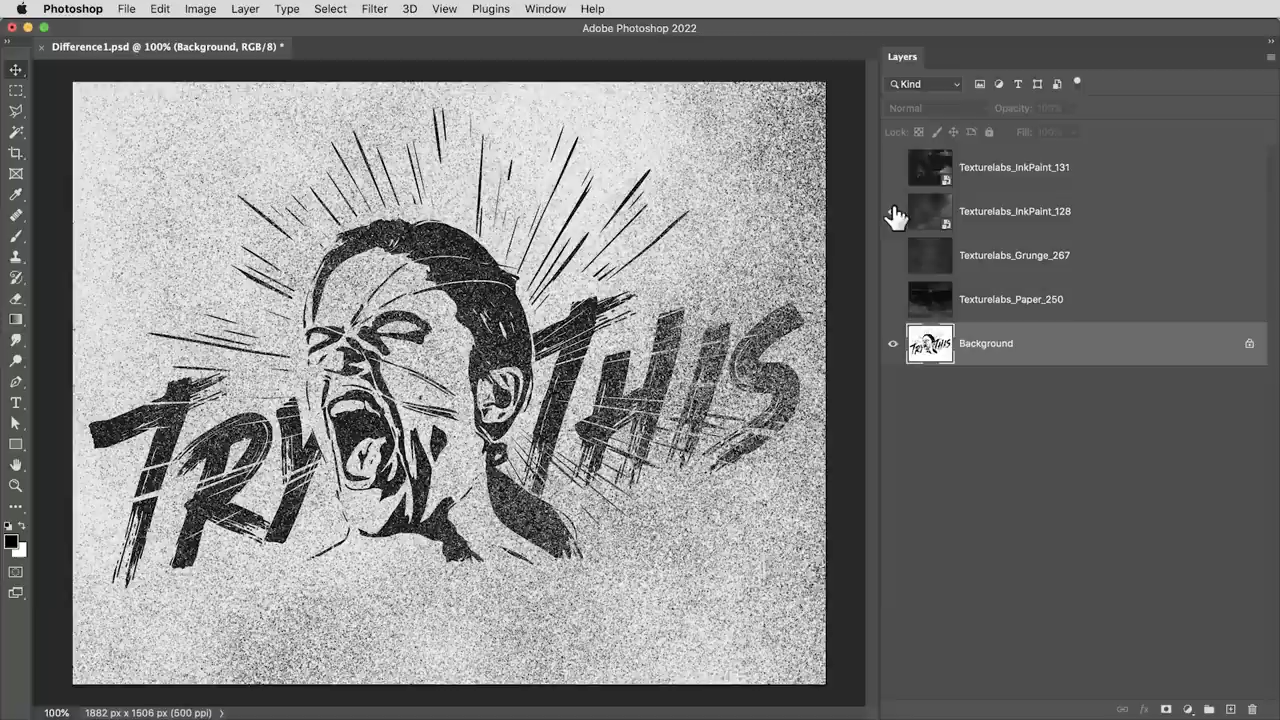 Photoshop File Edit Image Layer Type Select Filter 3D View Plugins Window Help
Adobe Photoshop 2022
Difference1.psd @ 100% (Background, RGB/8) *
Layers
Kind
Normal Opacity: 100%
Lock: Fill: 100%
Texturelabs_InkPaint_131
Texturelabs_InkPaint_128
Texturelabs_Grunge_267
Texturelabs_Paper_250
Background
TRY THIS
100% 1882 px x 1506 px (500 ppi)